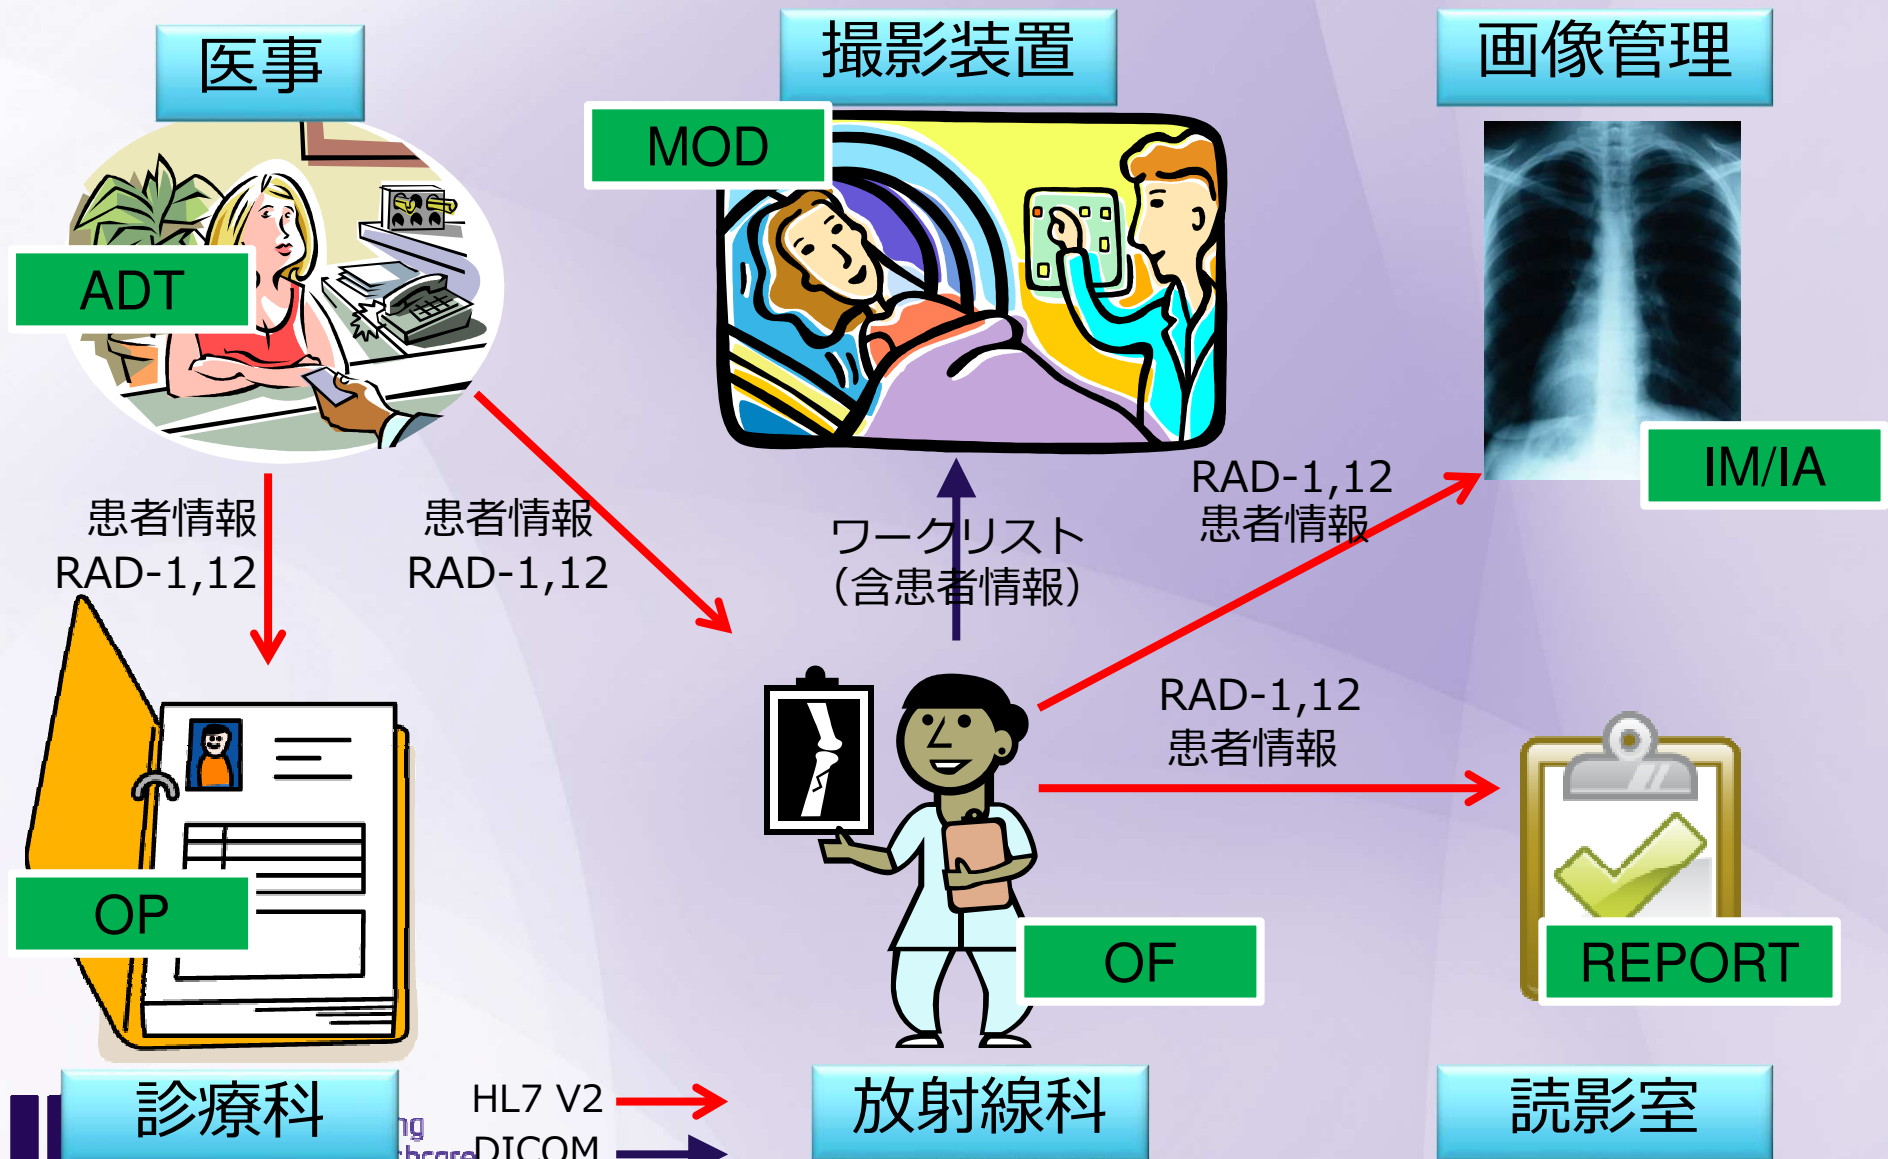 医事
撮影装置
画像管理
MOD
ADT
IM/IA
患者情報
RAD-1,12
患者情報
RAD-1,12
ワークリスト
（含患者情報）
RAD-1,12
患者情報
RAD-1,12
患者情報
OP
OF
REPORT
診療科
HL7 V2
DICOM
放射線科
読影室